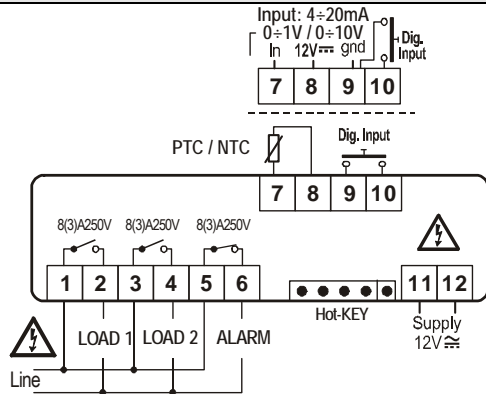 Input: 4÷20mA
0÷1V / 0÷10V
In 12V⎓ gnd
Dig.
Input
7 8 9 10
PTC / NTC
Dig. Input
7 8 9 10
8(3)A250V 8(3)A250V 8(3)A250V
1 2 3 4 5 6
11 12
Hot-KEY
LOAD 1 LOAD 2 ALARM
Supply
12V≂
Line